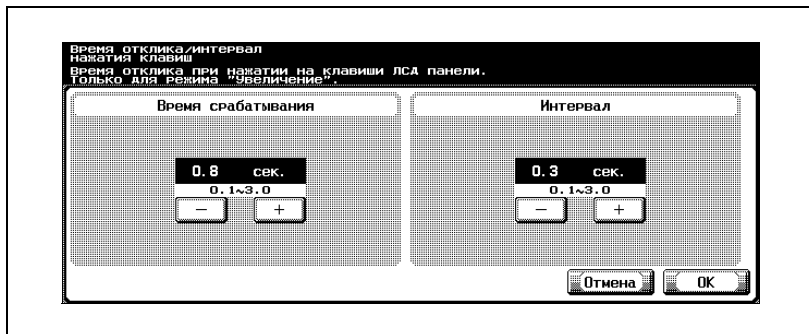 Время отклика/интервал
нажатия клавиш
Время отклика при нажатии на клавиши ЛСД панели.
Только для режима "Увеличение".
Время срабатывания
Интервал
0.8 сек.
0.3 сек.
0.1~3.0
0.1~3.0
− +
− +
Отмена OK